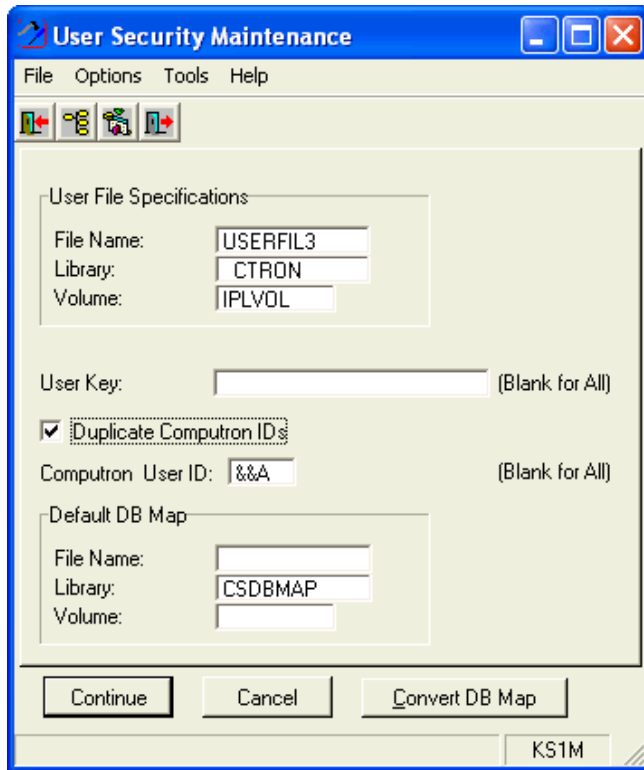 User Security Maintenance
File Options Tools Help
User File Specifications
File Name: USERFIL3
Library: CTRON
Volume: IPLVOL
User Key: (Blank for All)
Duplicate Computron IDs
Computron User ID: &&A (Blank for All)
Default DB Map
File Name:
Library: CSDBMAP
Volume:
Continue Cancel Convert DB Map
KS1M